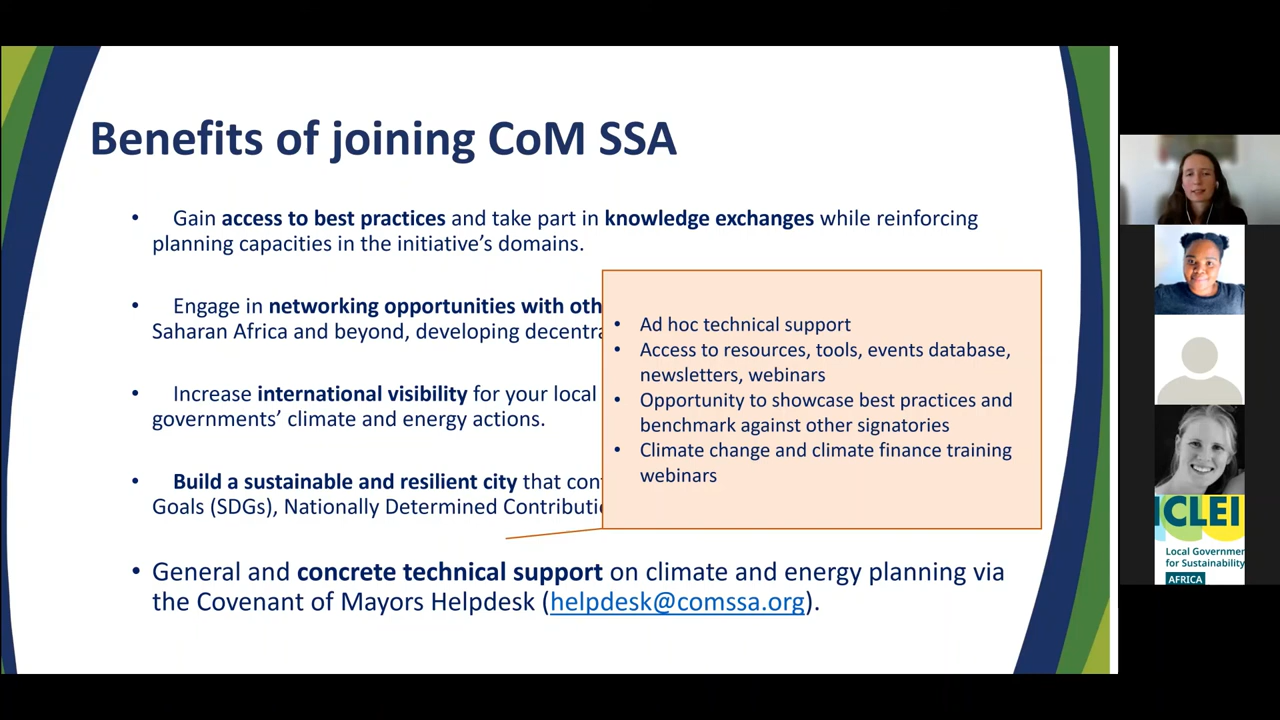 Benefits of joining CoM SSA
• Gain access to best practices and take part in knowledge exchanges while reinforcing
planning capacities in the initiative's domains.
• Engage in networking opportunities with oth
Saharan Africa and beyond, developing decentra
• Increase international visibility for your local
governments' climate and energy actions.
• Build a sustainable and resilient city that con
Goals (SDGs), Nationally Determined Contributi
• Ad hoc technical support
• Access to resources, tools, events database,
newsletters, webinars
• Opportunity to showcase best practices and
benchmark against other signatories
• Climate change and climate finance training
webinars
• General and concrete technical support on climate and energy planning via
the Covenant of Mayors Helpdesk (helpdesk@comssa.org).
ICLEI
Local Governmen
for Sustainability
AFRICA